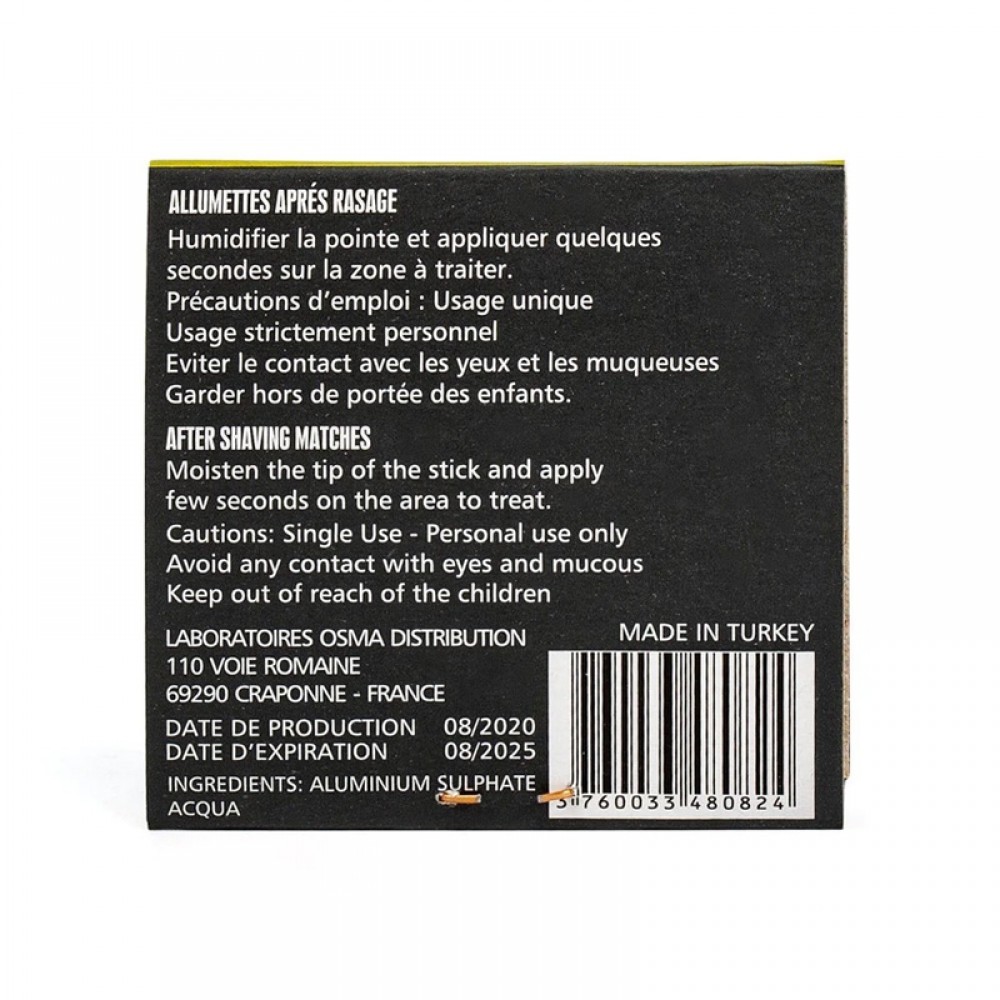 ALLUMETTES APRÉS RASAGE
Humidifier la pointe et appliquer quelques
secondes sur la zone à traiter.
Précautions d'emploi : Usage unique
Usage strictement personnel
Eviter le contact avec les yeux et les muqueuses
Garder hors de portée des enfants.
AFTER SHAVING MATCHES
Moisten the tip of the stick and apply
few seconds on the area to treat.
Cautions: Single Use - Personal use only
Avoid any contact with eyes and mucous
Keep out of reach of the children
LABORATOIRES OSMA DISTRIBUTION
110 VOIE ROMAINE
69290 CRAPONNE - FRANCE
DATE DE PRODUCTION 08/2020
DATE D'EXPIRATION 08/2025
INGREDIENTS: ALUMINIUM SULPHATE
ACQUA
MADE IN TURKEY
3 760033 480824